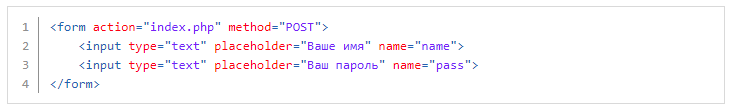 1 <form action="index.php" method="POST">
2     <input type="text" placeholder="Ваше имя" name="name">
3     <input type="text" placeholder="Ваш пароль" name="pass">
4 </form>